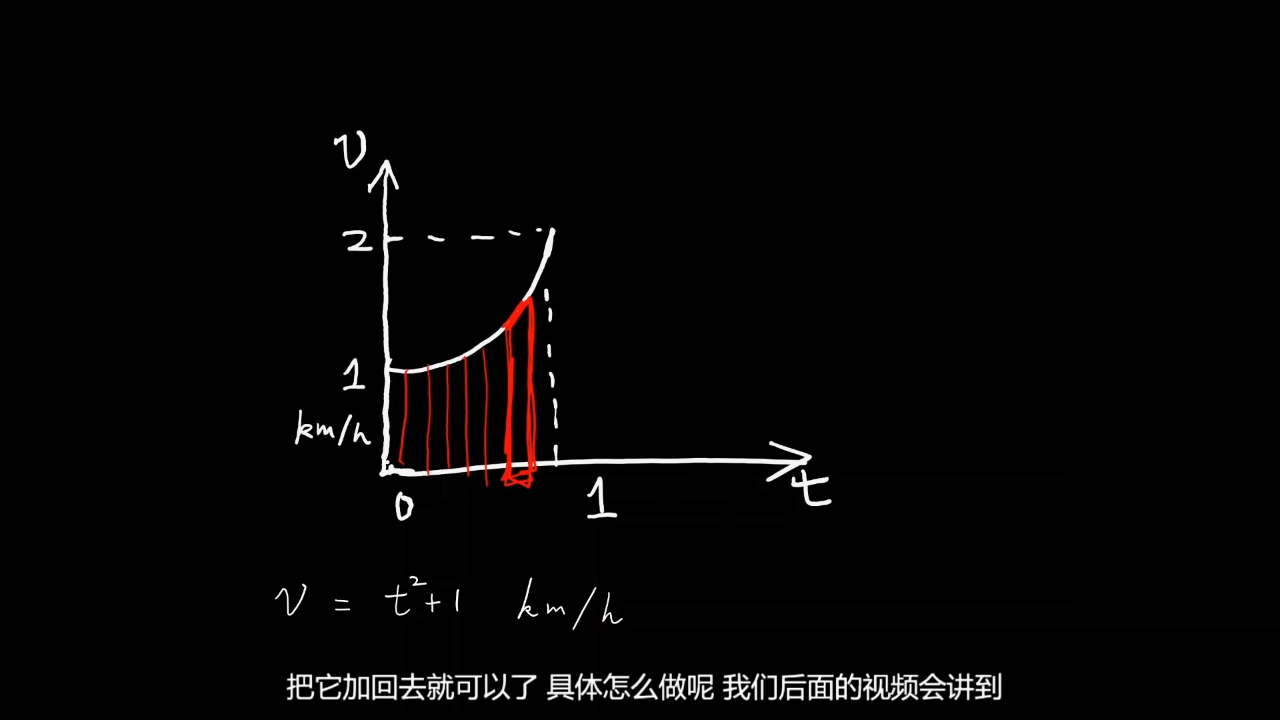 v
2
1
km/h
0 1 t
v = t²+1 km/h
把它加回去就可以了 具体怎么做呢 我们后面的视频会讲到